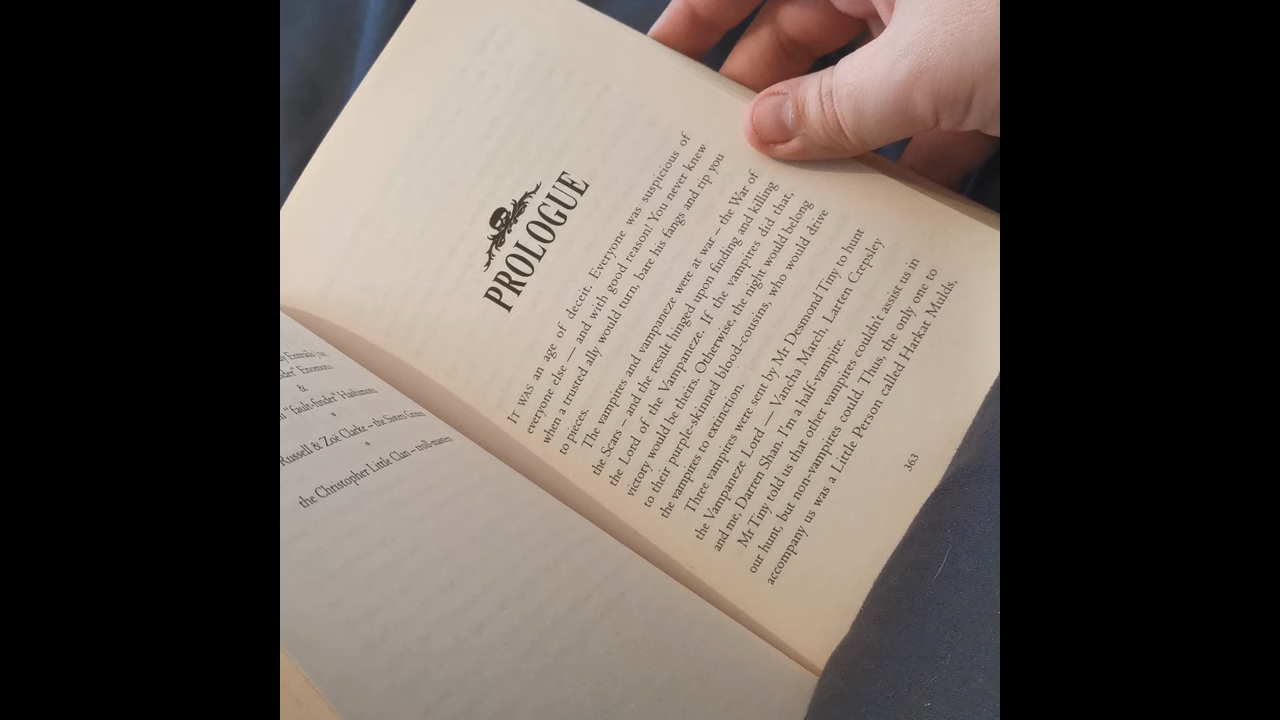 & 
"fault-finder" Hashimoto
*
Russell & Zoë Clarke – the Sisters Grimm
*
the Christopher Little Clan – troll-masters
PROLOGUE
IT WAS an age of deceit. Everyone was suspicious of
everyone else — and with good reason! You never knew
when a trusted ally would turn, bare his fangs and rip you
to pieces.
The vampires and vampaneze were at war – the War of
the Scars – and the result hinged upon finding and killing
the Lord of the Vampaneze. If the vampires did that,
victory would be theirs. Otherwise, the night would belong
to their purple-skinned blood-cousins, who would drive
the vampires to extinction.
Three vampires were sent by Mr Desmond Tiny to hunt
the Vampaneze Lord — Vancha March, Larten Crepsley
and me, Darren Shan. I'm a half-vampire.
Mr Tiny told us that other vampires couldn't assist us in
our hunt, but non-vampires could. Thus, the only one to
accompany us was a Little Person called Harkat Mulds,
363